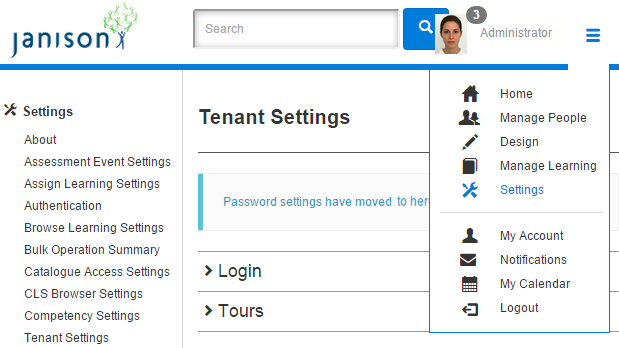 janison
Search
3
Administrator
Settings
About
Assessment Event Settings
Assign Learning Settings
Authentication
Browse Learning Settings
Bulk Operation Summary
Catalogue Access Settings
CLS Browser Settings
Competency Settings
Tenant Settings
Tenant Settings
Password settings have moved to her
Login
Tours
Home
Manage People
Design
Manage Learning
Settings
My Account
Notifications
My Calendar
Logout